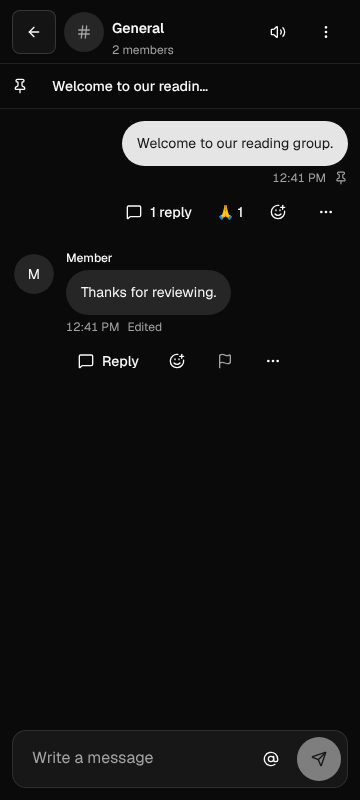 General
2 members
Welcome to our readin...
Welcome to our reading group.
12:41 PM
1 reply
🙏 1
M
Member
Thanks for reviewing.
12:41 PM Edited
Reply
Write a message